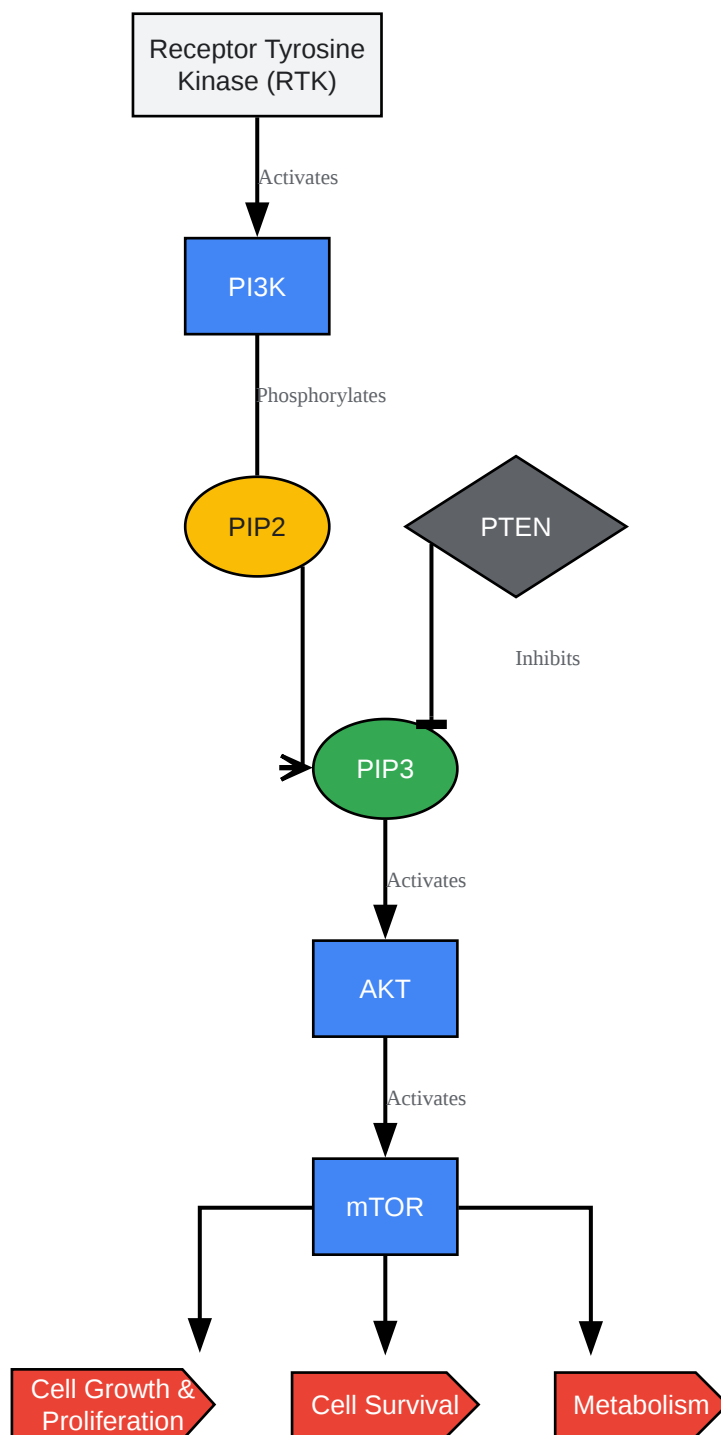 Receptor Tyrosine
Kinase (RTK)
Activates
PI3K
Phosphorylates
PIP2
PTEN
Inhibits
PIP3
Activates
AKT
Activates
mTOR
Cell Growth &
Proliferation
Cell Survival
Metabolism